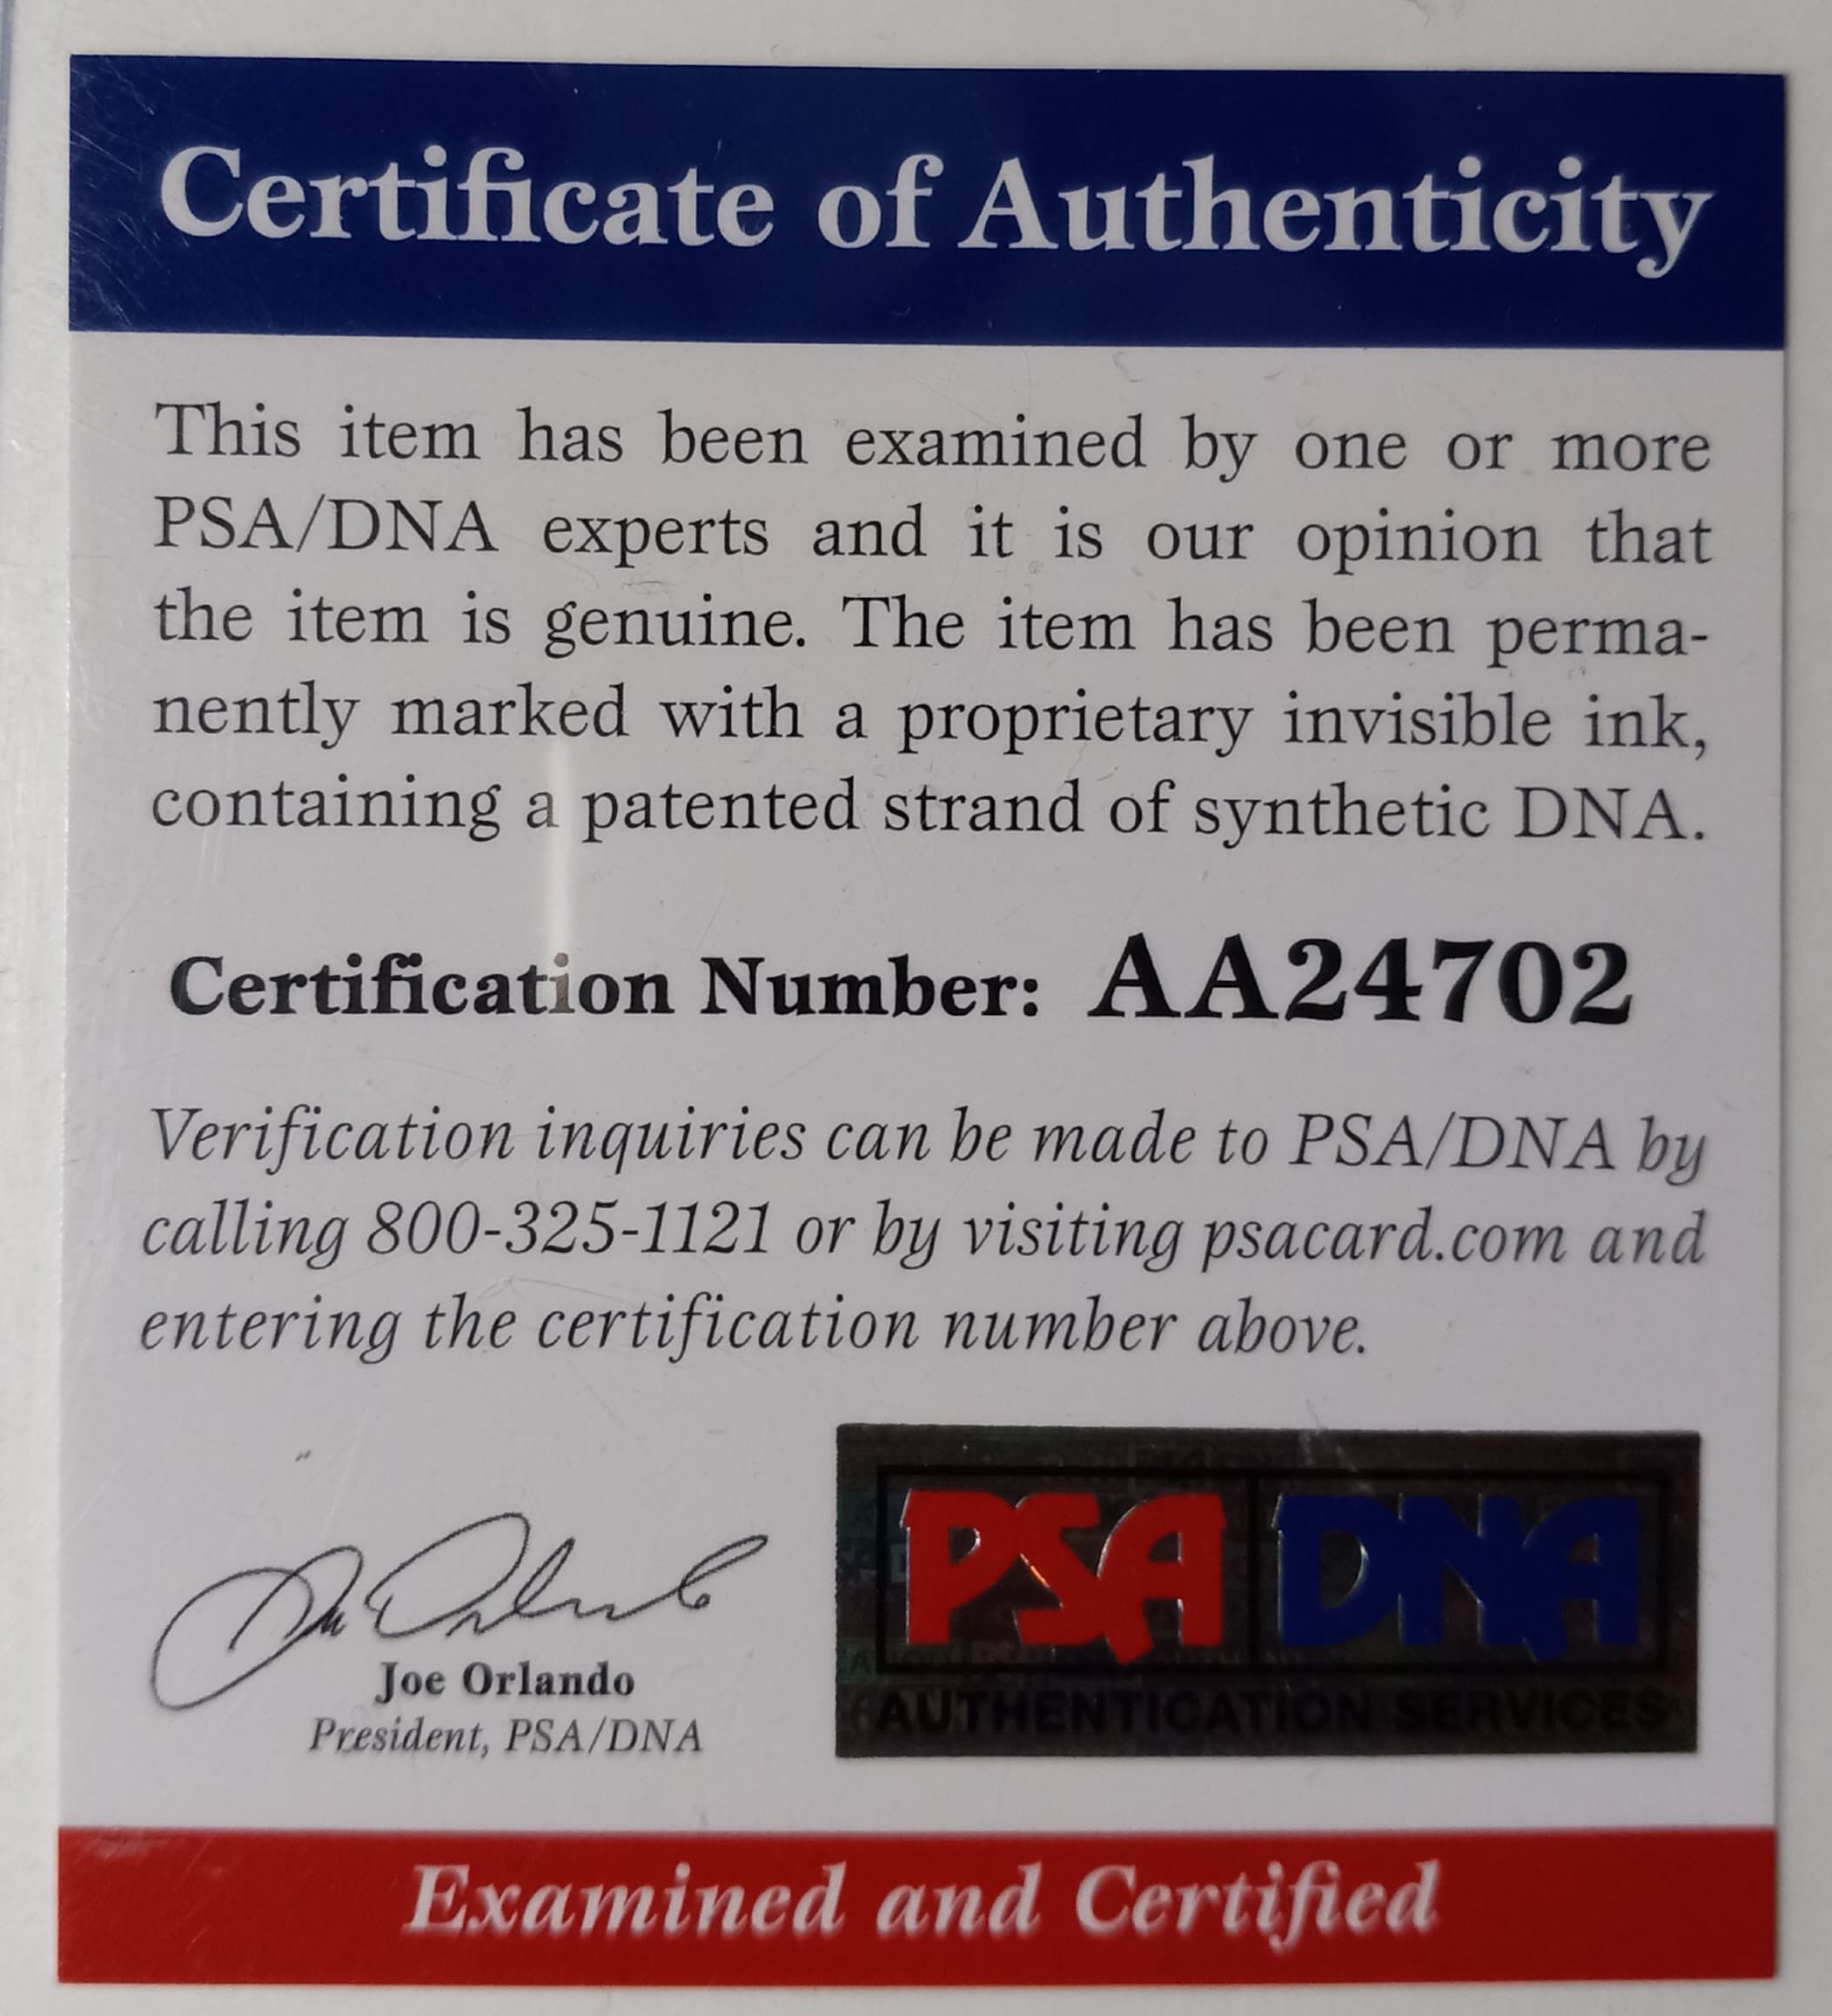 Certificate of Authenticity
This item has been examined by one or more
PSA/DNA experts and it is our opinion that
the item is genuine. The item has been perma-
nently marked with a proprietary invisible ink,
containing a patented strand of synthetic DNA.
Certification Number: AA24702
Verification inquiries can be made to PSA/DNA by
calling 800-325-1121 or by visiting psacard.com and
entering the certification number above.
Joe Orlando
President, PSA/DNA
PSA DNA
AUTHENTICATION SERVICES
Examined and Certified